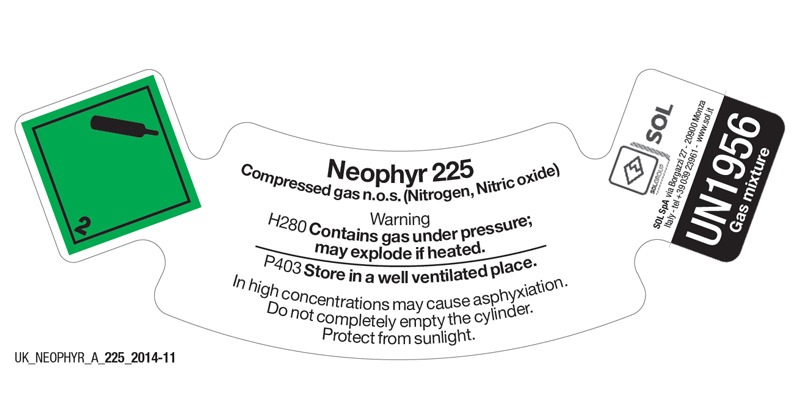 2
Neophyr 225
Compressed gas n.o.s. (Nitrogen, Nitric oxide)
Warning
H280 Contains gas under pressure;
may explode if heated.
P403 Store in a well ventilated place.
In high concentrations may cause asphyxiation.
Do not completely empty the cylinder.
Protect from sunlight.
SOL
SOLGROUP
SOL SpA via Borgazzi 27 - 20900 Monza
Italy - tel +39 039 23961 - www.sol.it
UN1956
Gas mixture
UK_NEOPHYR_A_225_2014-11